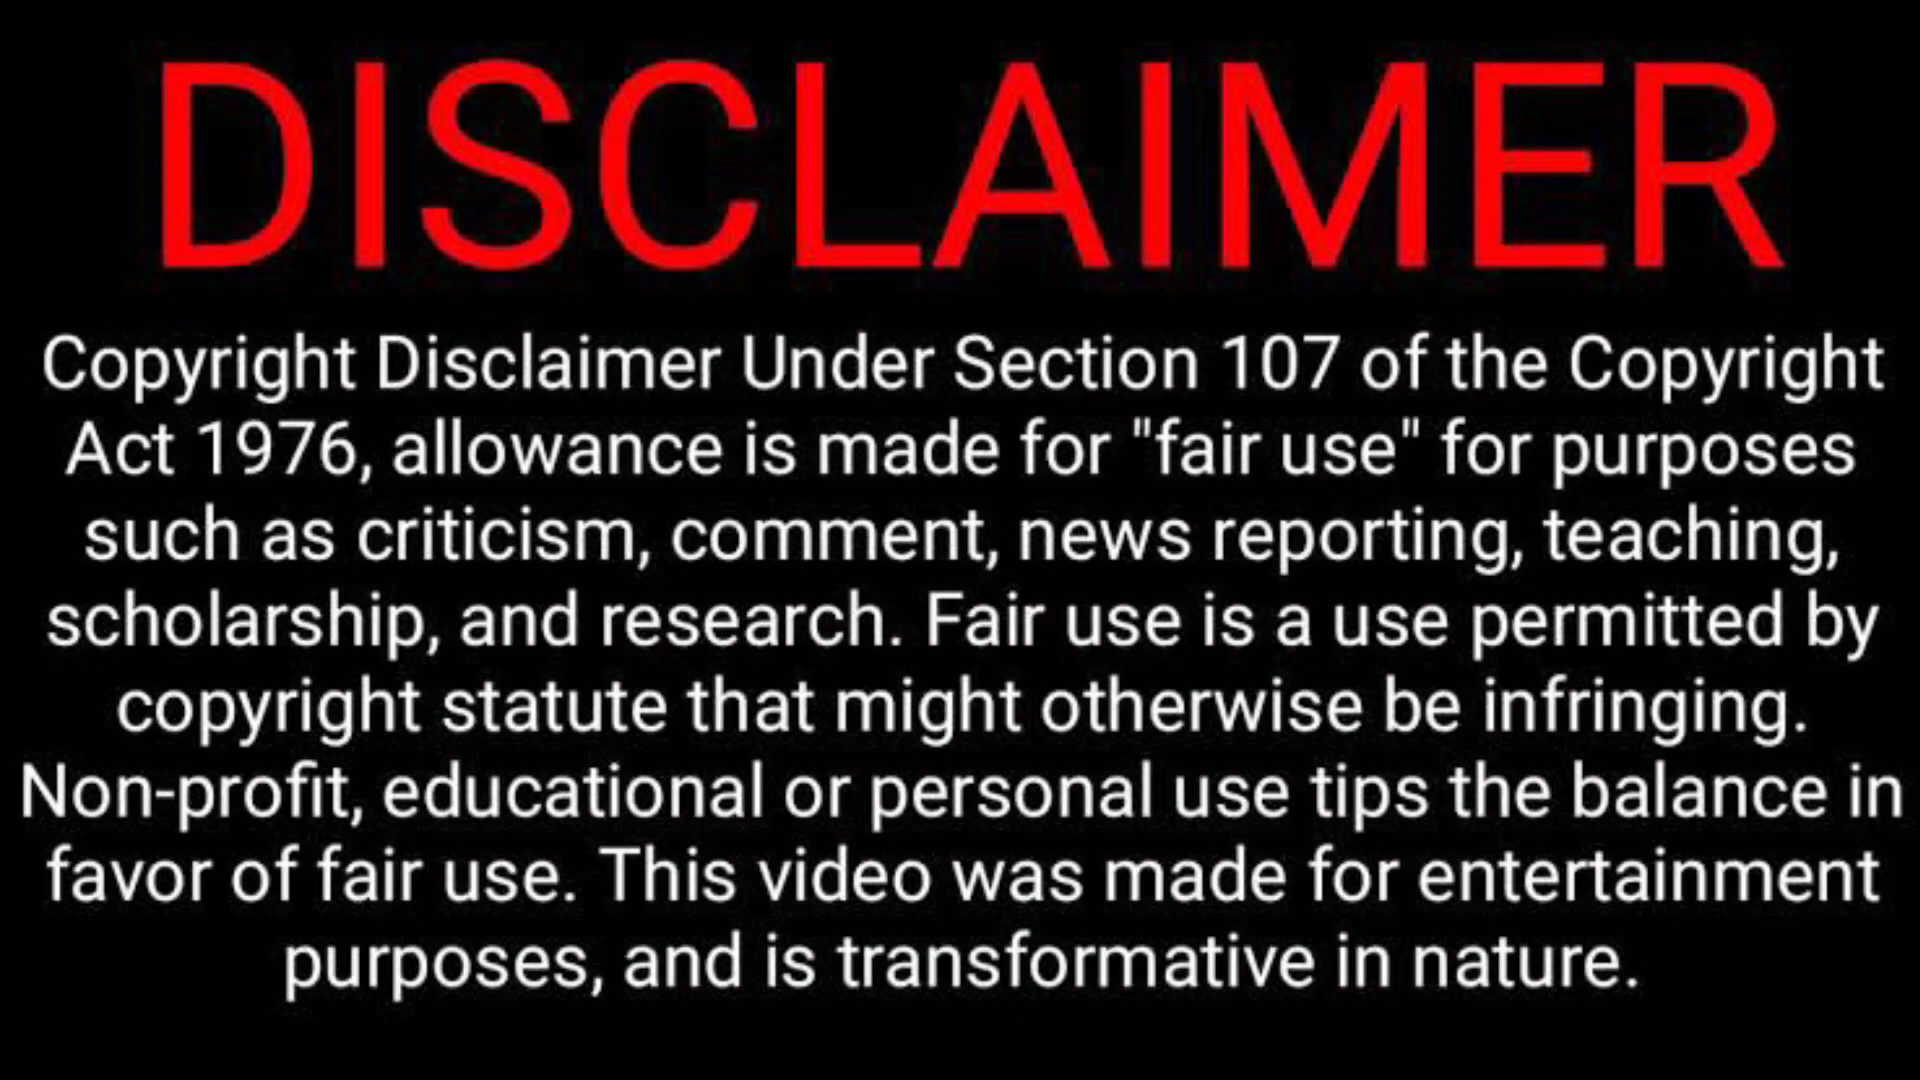 DISCLAIMER
Copyright Disclaimer Under Section 107 of the Copyright
Act 1976, allowance is made for "fair use" for purposes
such as criticism, comment, news reporting, teaching,
scholarship, and research. Fair use is a use permitted by
copyright statute that might otherwise be infringing.
Non-profit, educational or personal use tips the balance in
favor of fair use. This video was made for entertainment
purposes, and is transformative in nature.